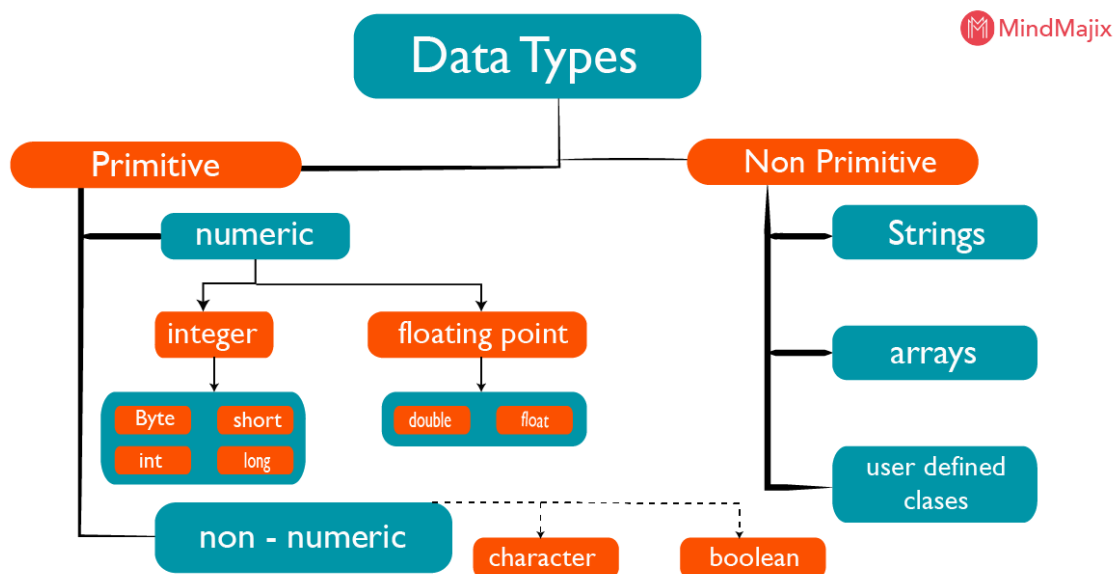 Data Types
MindMajix
Primitive
Non Primitive
numeric
Strings
integer
floating point
arrays
Byte
short
double
float
int
long
user defined
clases
non - numeric
character
boolean